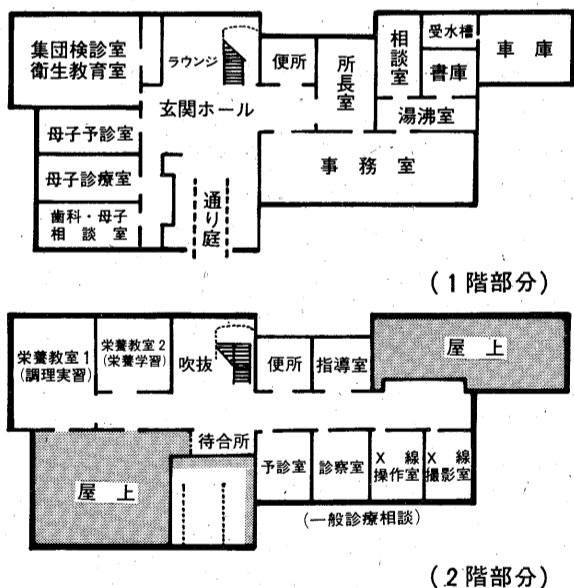 集団検診室
衛生教育室
ラウンジ
便所
所長室
相談室
受水槽
書庫
車庫
玄関ホール
湯沸室
母子予診室
母子診療室
事務室
歯科・母子
相談室
通り庭
(1階部分)
栄養教室1
(調理実習)
栄養教室2
(栄養学習)
吹抜
便所
指導室
屋上
待合所
予診室
診察室
X線
操作室
X線
撮影室
屋上
(一般診療相談)
(2階部分)